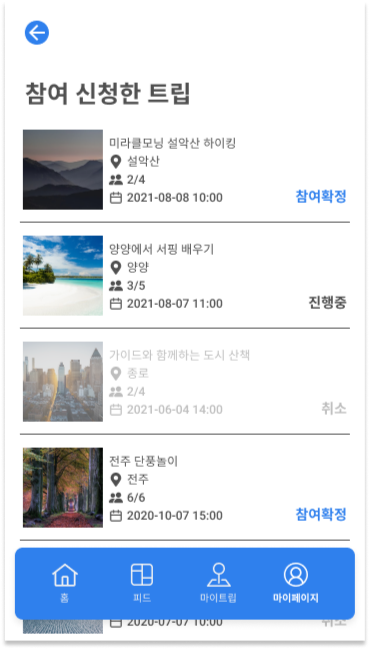 참여 신청한 트립
미라클모닝 설악산 하이킹
설악산
2/4
2021-08-08 10:00
참여확정
양양에서 서핑 배우기
양양
3/5
2021-08-07 11:00
진행중
가이드와 함께하는 도시 산책
종로
2/4
2021-06-04 14:00
취소
전주 단풍놀이
전주
6/6
2020-10-07 15:00
참여확정
홈
피드
마이트립
마이페이지
2020-07-07 10:00
취소